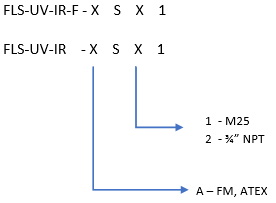 FLS-UV-IR-F - X S X 1
FLS-UV-IR - X S X 1
1 - M25
2 - ¾” NPT
A – FM, ATEX